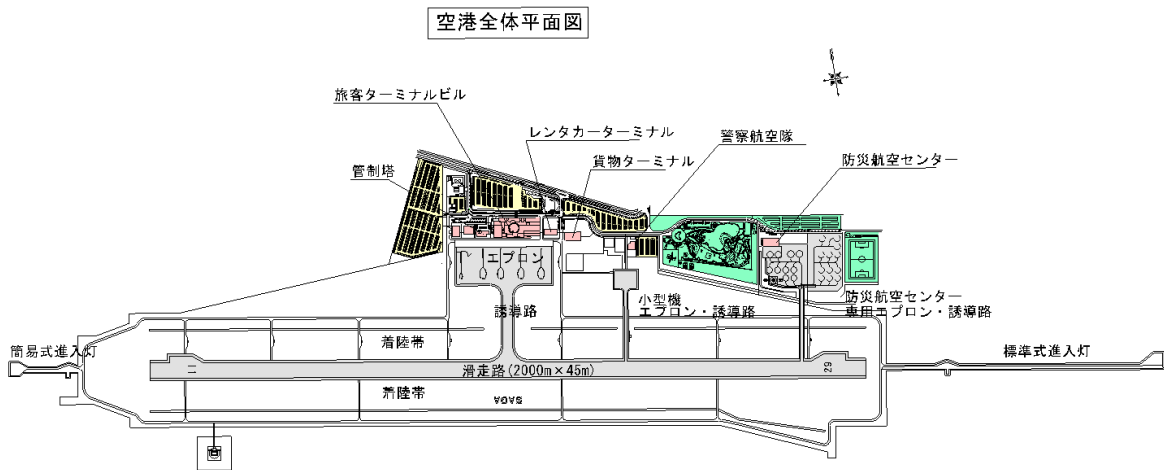 空港全体平面図
旅客ターミナルビル
レンタカーターミナル
警察航空隊
管制塔
貨物ターミナル
防災航空センター
エプロン
誘導路
小型機
エプロン・誘導路
防災航空センター
専用エプロン・誘導路
簡易式進入灯
着陸帯
標準式進入灯
11
滑走路(2000m×45m)
29
着陸帯
SAGA